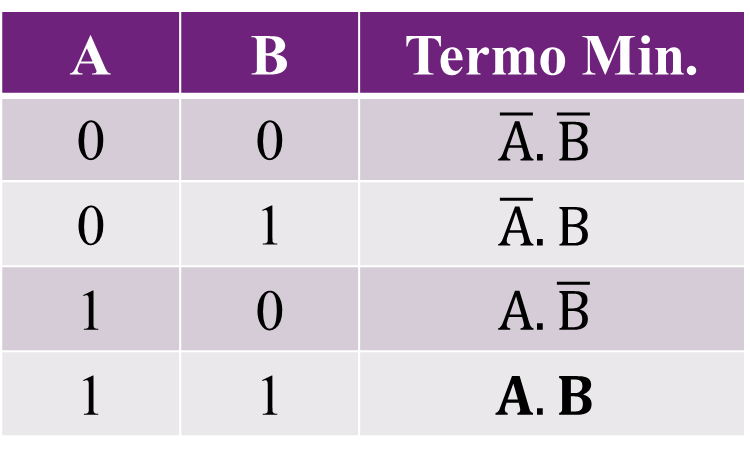 A B Termo Min.
0 0 A̅. B̅
0 1 A̅. B
1 0 A. B̅
1 1 A. B